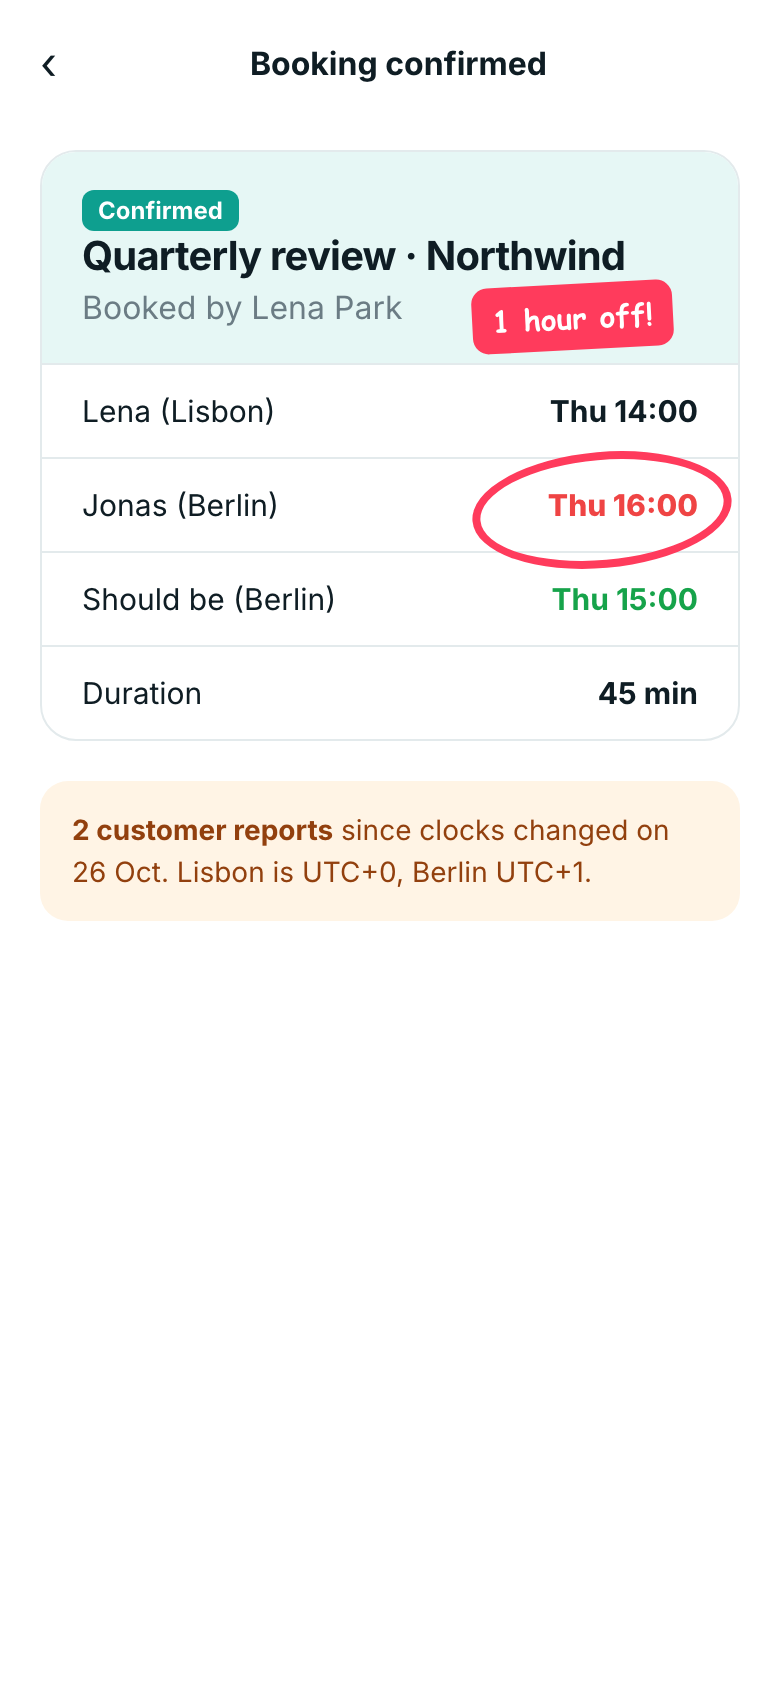 ‹ Booking confirmed
Confirmed
Quarterly review · Northwind
Booked by Lena Park
1 hour off!
Lena (Lisbon) Thu 14:00
Jonas (Berlin) Thu 16:00
Should be (Berlin) Thu 15:00
Duration 45 min
2 customer reports since clocks changed on
26 Oct. Lisbon is UTC+0, Berlin UTC+1.